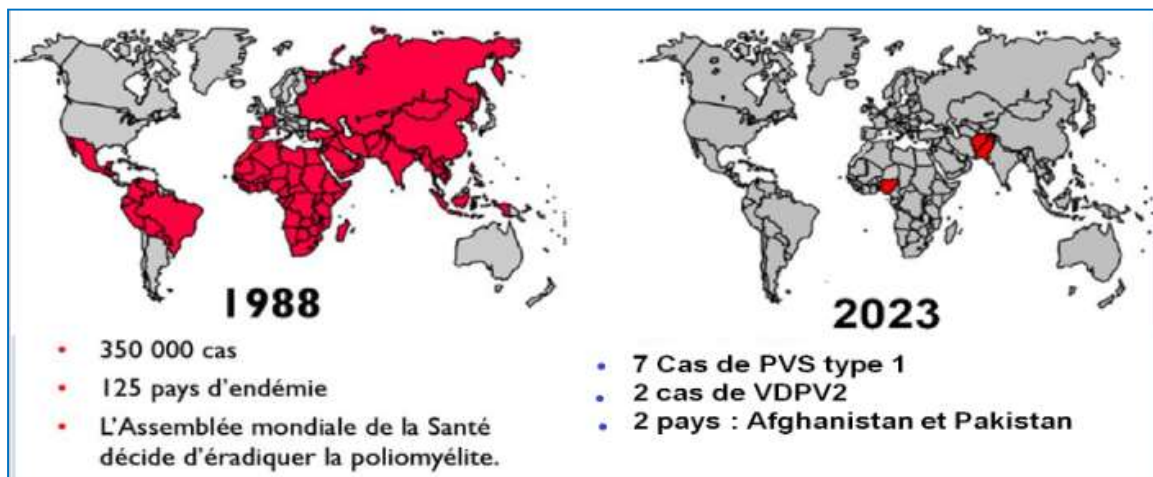 1988
• 350 000 cas
• 125 pays d'endémie
• L'Assemblée mondiale de la Santé
décide d'éradiquer la poliomyélite.
2023
• 7 Cas de PVS type 1
• 2 cas de VDPV2
• 2 pays : Afghanistan et Pakistan